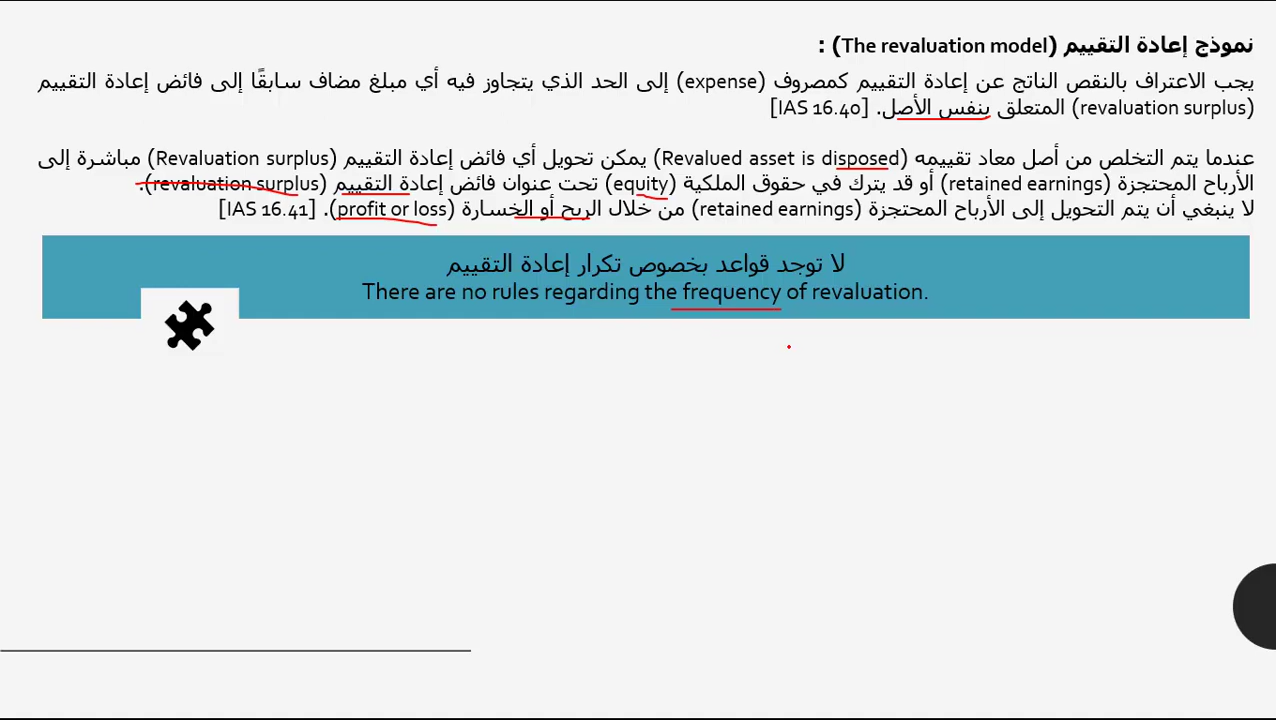 نموذج إعادة التقييم (The revaluation model) :
يجب الاعتراف بالنقص الناتج عن إعادة التقييم كمصروف (expense) إلى الحد الذي يتجاوز فيه أي مبلغ مضاف سابقًا إلى فائض إعادة التقييم
(revaluation surplus) المتعلق بنفس الأصل. [IAS 16.40]
عندما يتم التخلص من أصل معاد تقييمه (Revalued asset is disposed) يمكن تحويل أي فائض إعادة التقييم (Revaluation surplus) مباشرة إلى
الأرباح المحتجزة (retained earnings) أو قد يترك في حقوق الملكية (equity) تحت عنوان فائض إعادة التقييم (revaluation surplus).
لا ينبغي أن يتم التحويل إلى الأرباح المحتجزة (retained earnings) من خلال الربح أو الخسارة (profit or loss). [IAS 16.41]
لا توجد قواعد بخصوص تكرار إعادة التقييم
There are no rules regarding the frequency of revaluation.